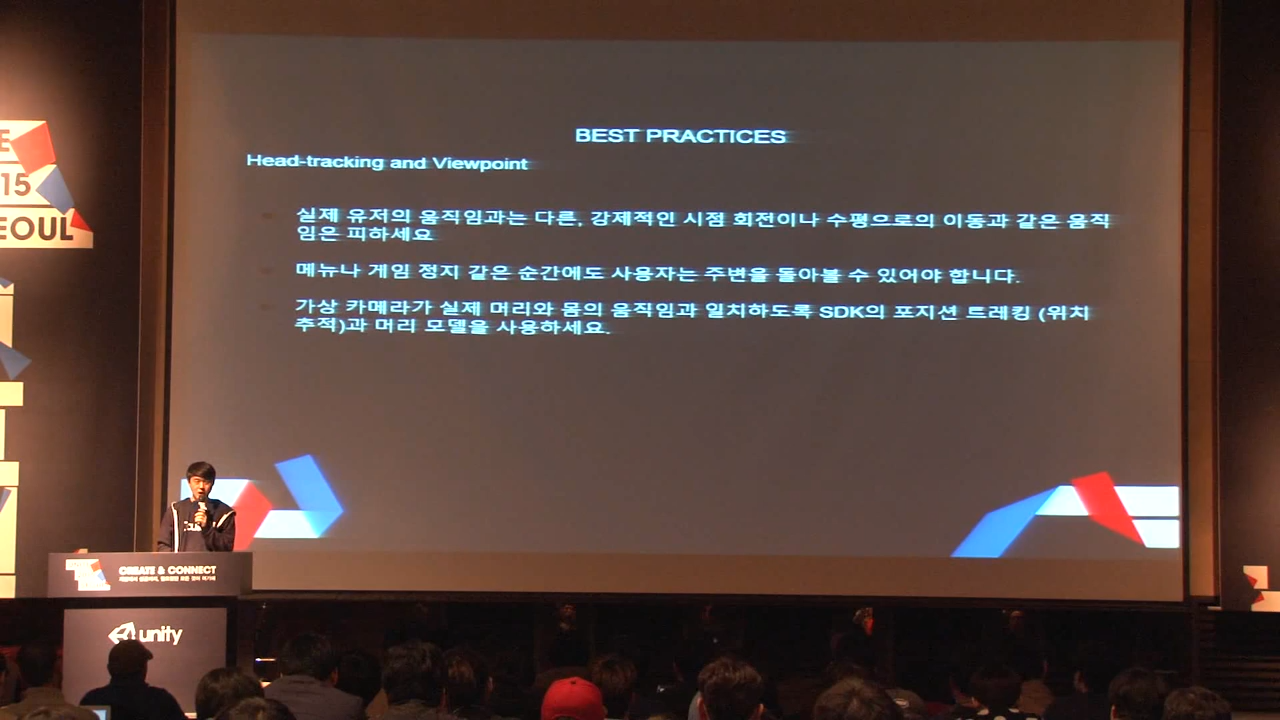 BEST PRACTICES
Head-tracking and Viewpoint
실제 유저의 움직임과는 다른, 강제적인 시점 회전이나 수평으로의 이동과 같은 움직
임은 피하세요
메뉴나 게임 정지 같은 순간에도 사용자는 주변을 돌아볼 수 있어야 합니다.
가상 카메라가 실제 머리와 몸의 움직임과 일치하도록 SDK의 포지션 트레킹 (위치
추적)과 머리 모델을 사용하세요.
E
15
EOUL
CREATE & CONNECT
unity